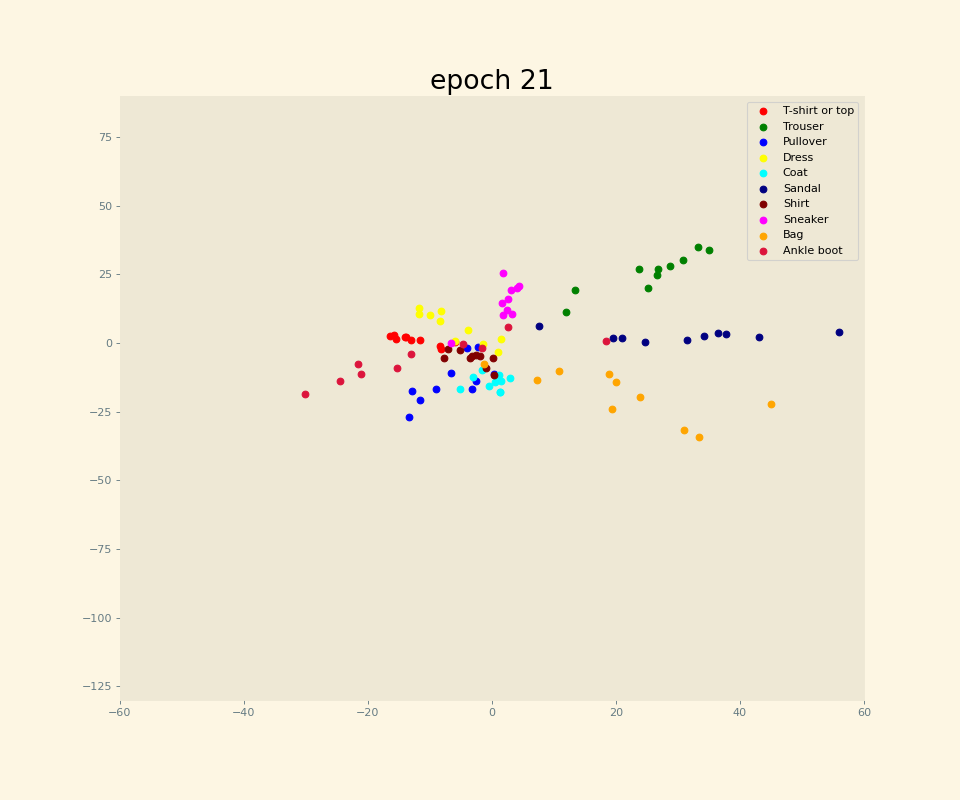 epoch 21
75
50
25
0
−25
−50
−75
−100
−125
−60 −40 −20 0 20 40 60
T-shirt or top
Trouser
Pullover
Dress
Coat
Sandal
Shirt
Sneaker
Bag
Ankle boot